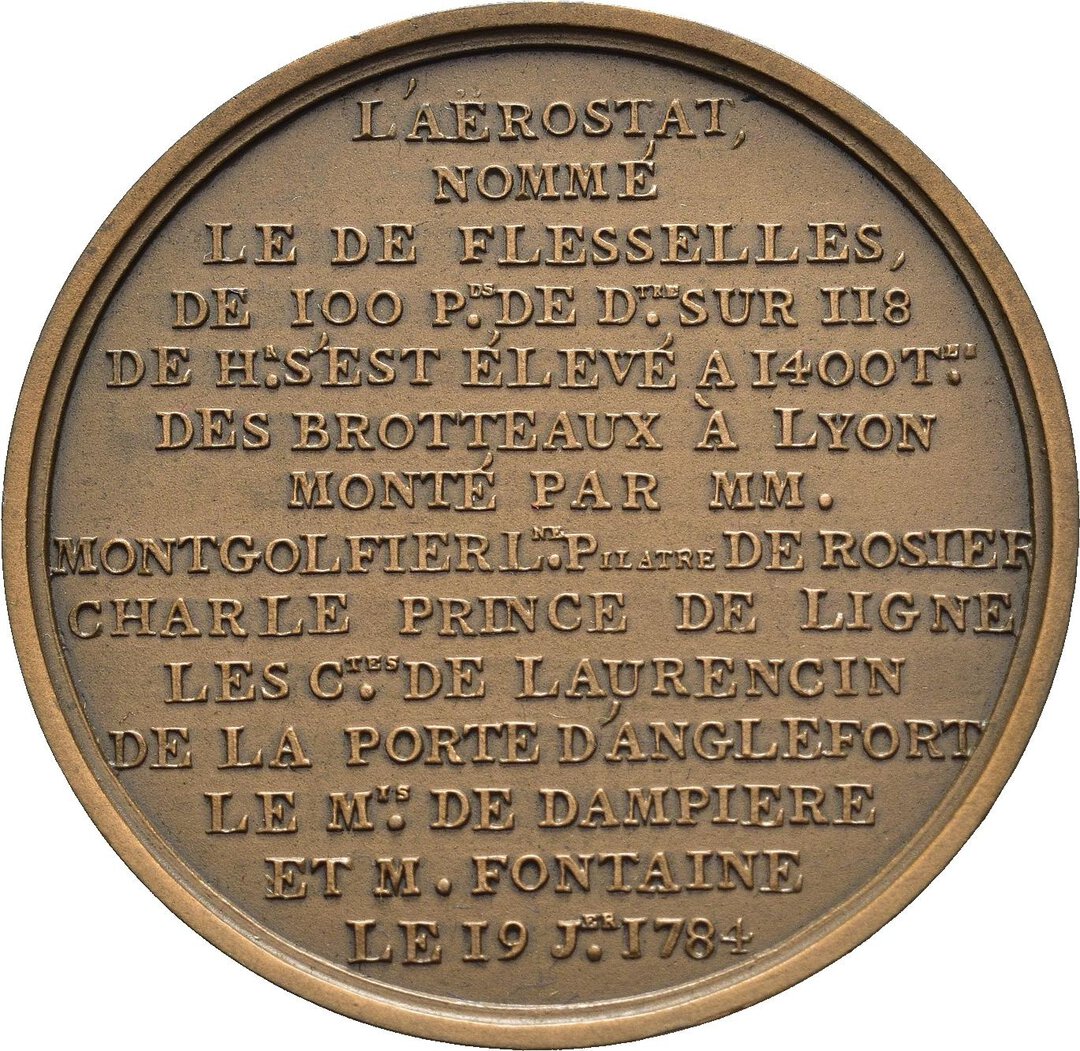 L'AËROSTAT,
NOMMÉ
LE DE FLESSELLES,
DE 100 P.DS DE D.TRE SUR 118
DE H.R S'EST ÉLEVÉ A 1400 T.ES
DES BROTTEAUX À LYON
MONTÉ PAR MM.
MONTGOLFIER L.NE PILATRE DE ROSIER
CHARLE PRINCE DE LIGNE
LES C.TES DE LAURENCIN
DE LA PORTE D'ANGLEFORT
LE M.IS DE DAMPIERE
ET M. FONTAINE
LE 19 J.ER 1784